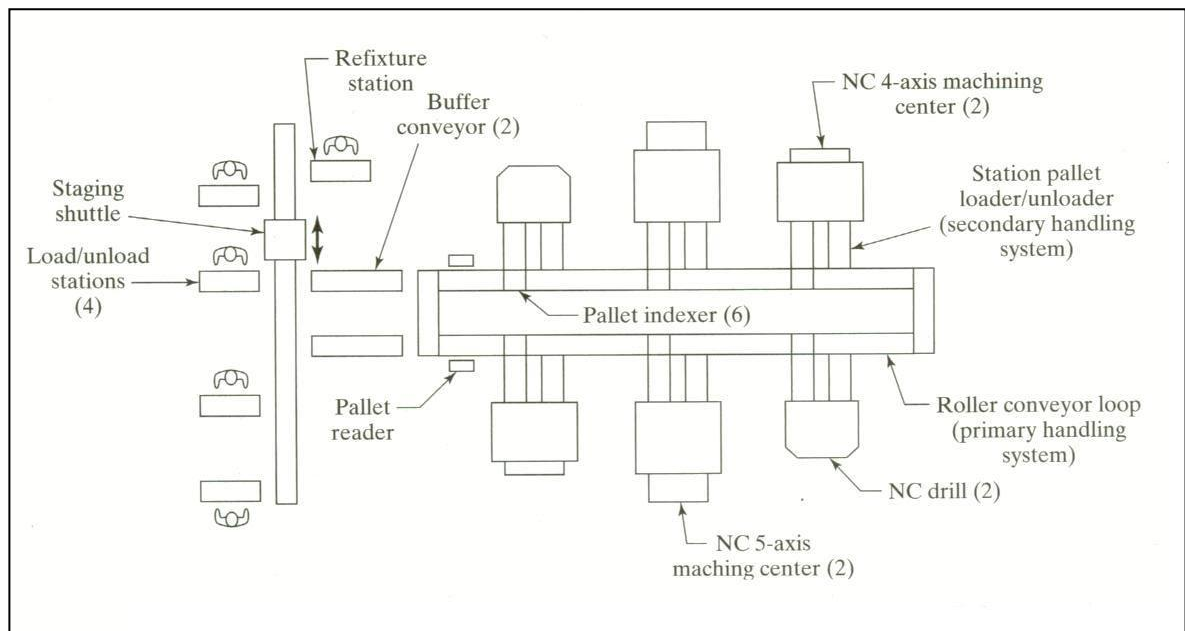 Refixture
station
Buffer
conveyor (2)
NC 4-axis machining
center (2)
Staging
shuttle
Station pallet
loader/unloader
(secondary handling
system)
Load/unload
stations
(4)
Pallet indexer (6)
Pallet
reader
Roller conveyor loop
(primary handling
system)
NC drill (2)
NC 5-axis
maching center (2)